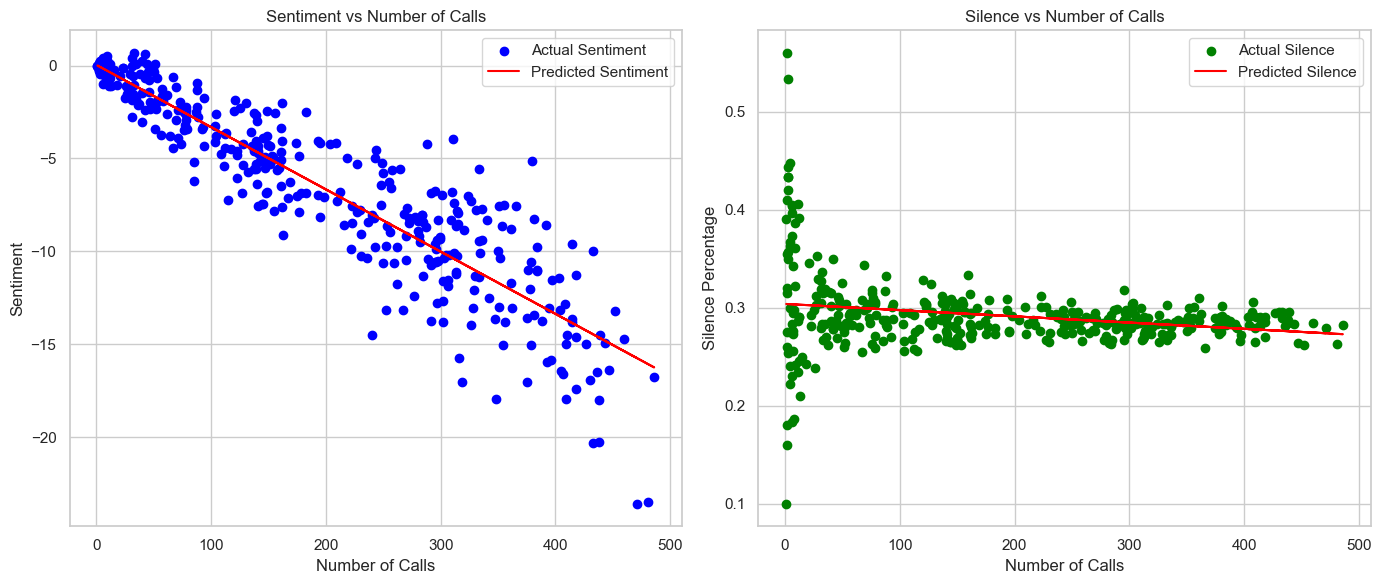 Sentiment vs Number of Calls
Actual Sentiment
Predicted Sentiment
Sentiment
0
−5
−10
−15
−20
0
100
200
300
400
500
Number of Calls
Silence vs Number of Calls
Actual Silence
Predicted Silence
Silence Percentage
0.5
0.4
0.3
0.2
0.1
0
100
200
300
400
500
Number of Calls